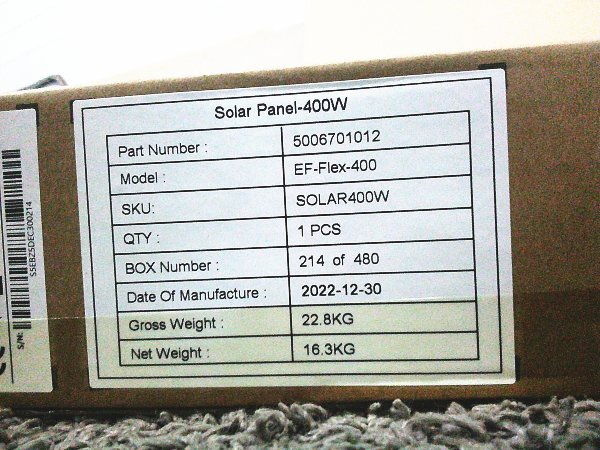 Solar Panel-400W
Part Number : 5006701012
Model : EF-Flex-400
SKU: SOLAR400W
QTY : 1 PCS
BOX Number : 214 of 480
Date Of Manufacture : 2022-12-30
Gross Weight : 22.8KG
Net Weight : 16.3KG
S/N: